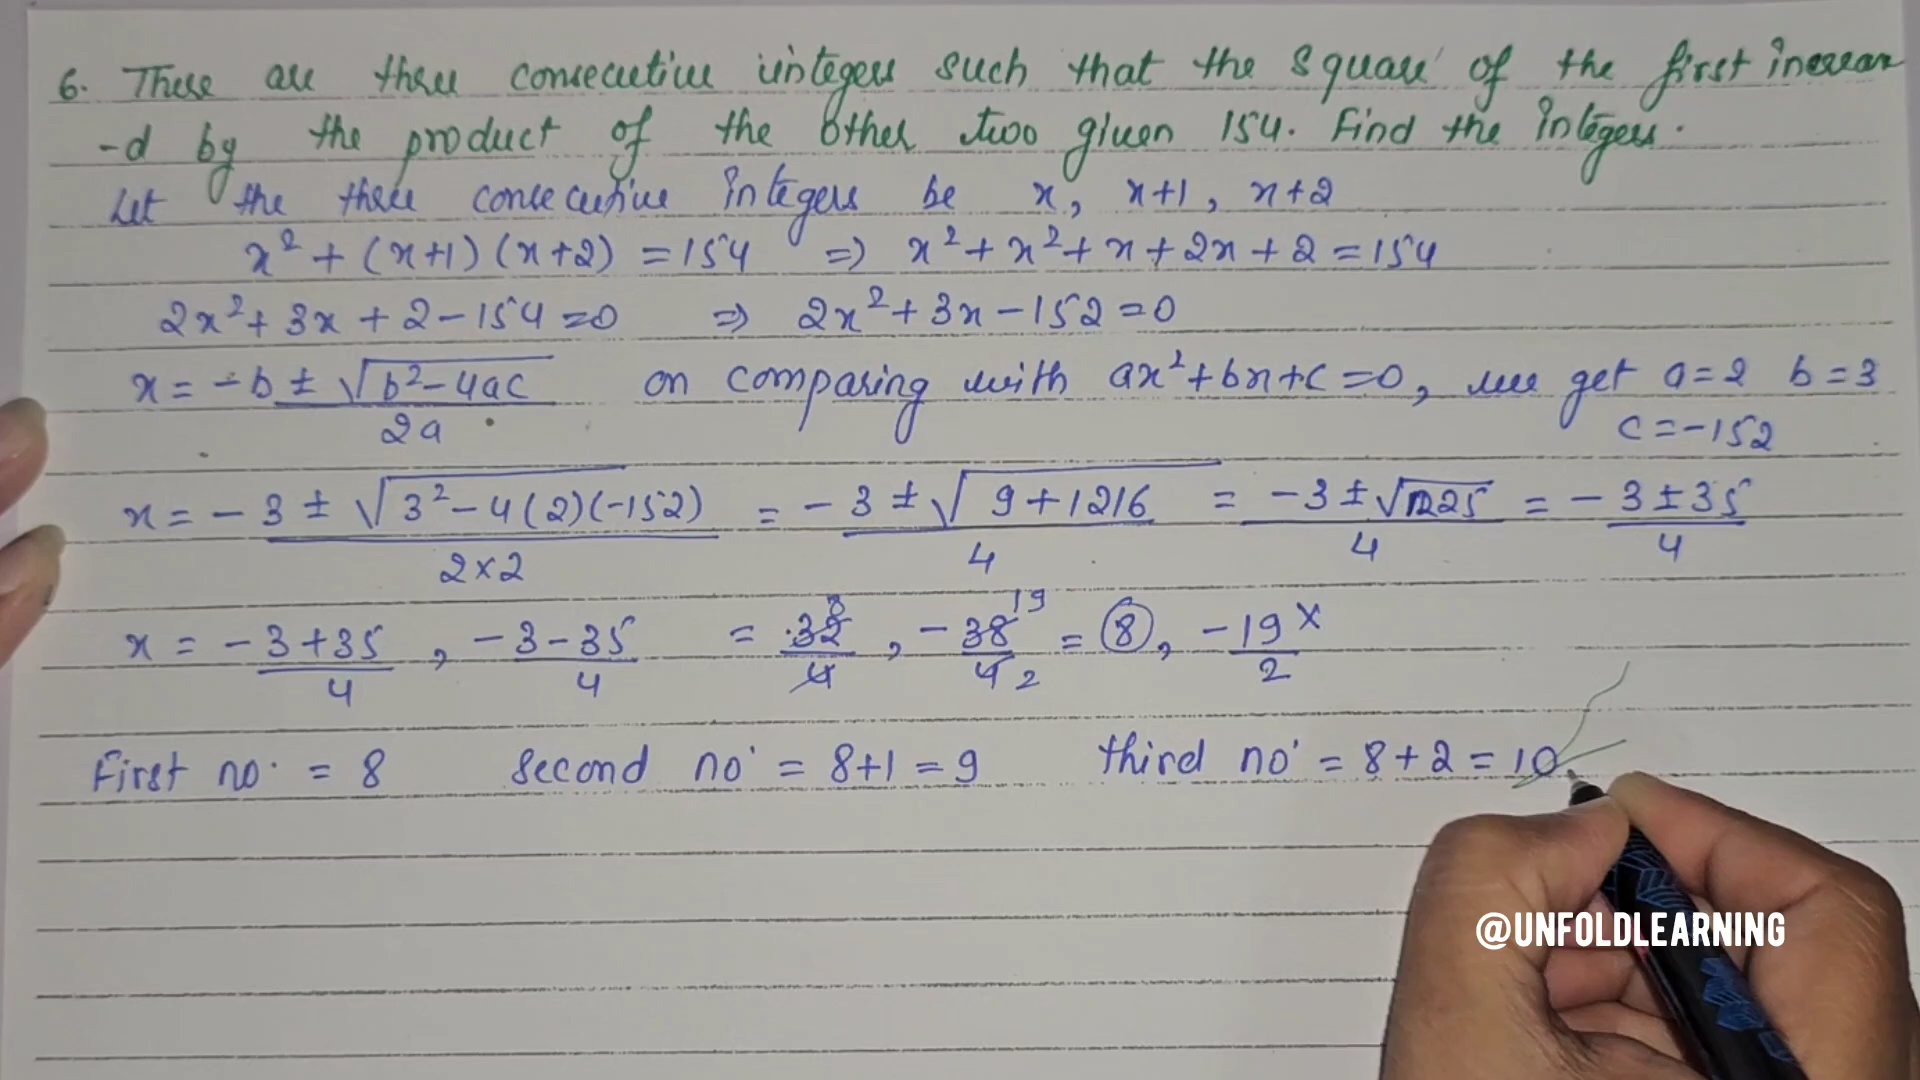 6. There are three consecutive integers such that the square of the first increase
-d by the product of the other two given 154. Find the integers.
Let the three consecutive integers be x, x+1, x+2
x² + (x+1)(x+2) = 154 ⇒ x² + x² + x + 2x + 2 = 154
2x² + 3x + 2 - 154 = 0 ⇒ 2x² + 3x - 152 = 0
x = -b ± √(b² - 4ac) / 2a on comparing with ax² + bx + c = 0, we get a = 2 b = 3
c = -152
x = -3 ± √(3² - 4(2)(-152)) / 2×2 = -3 ± √(9 + 1216) / 4 = -3 ± √1225 / 4 = -3 ± 35 / 4
x = -3 + 35 / 4, -3 - 35 / 4 = 32 8 / 4, -38 19 / 4 2 = 8, -19 / 2 ×
First no. = 8 Second no. = 8+1 = 9 third no. = 8 + 2 = 10
@UNFOLDLEARNING